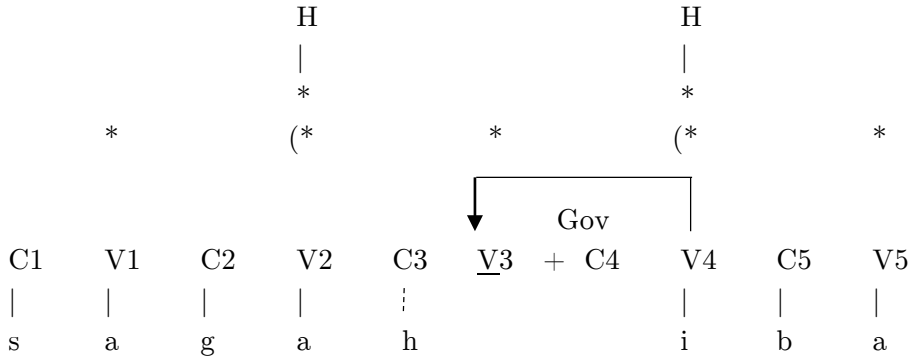 H H
* *
* (* * (* *
Gov
C1 V1 C2 V2 C3 V3 + C4 V4 C5 V5
s a g a h i b a